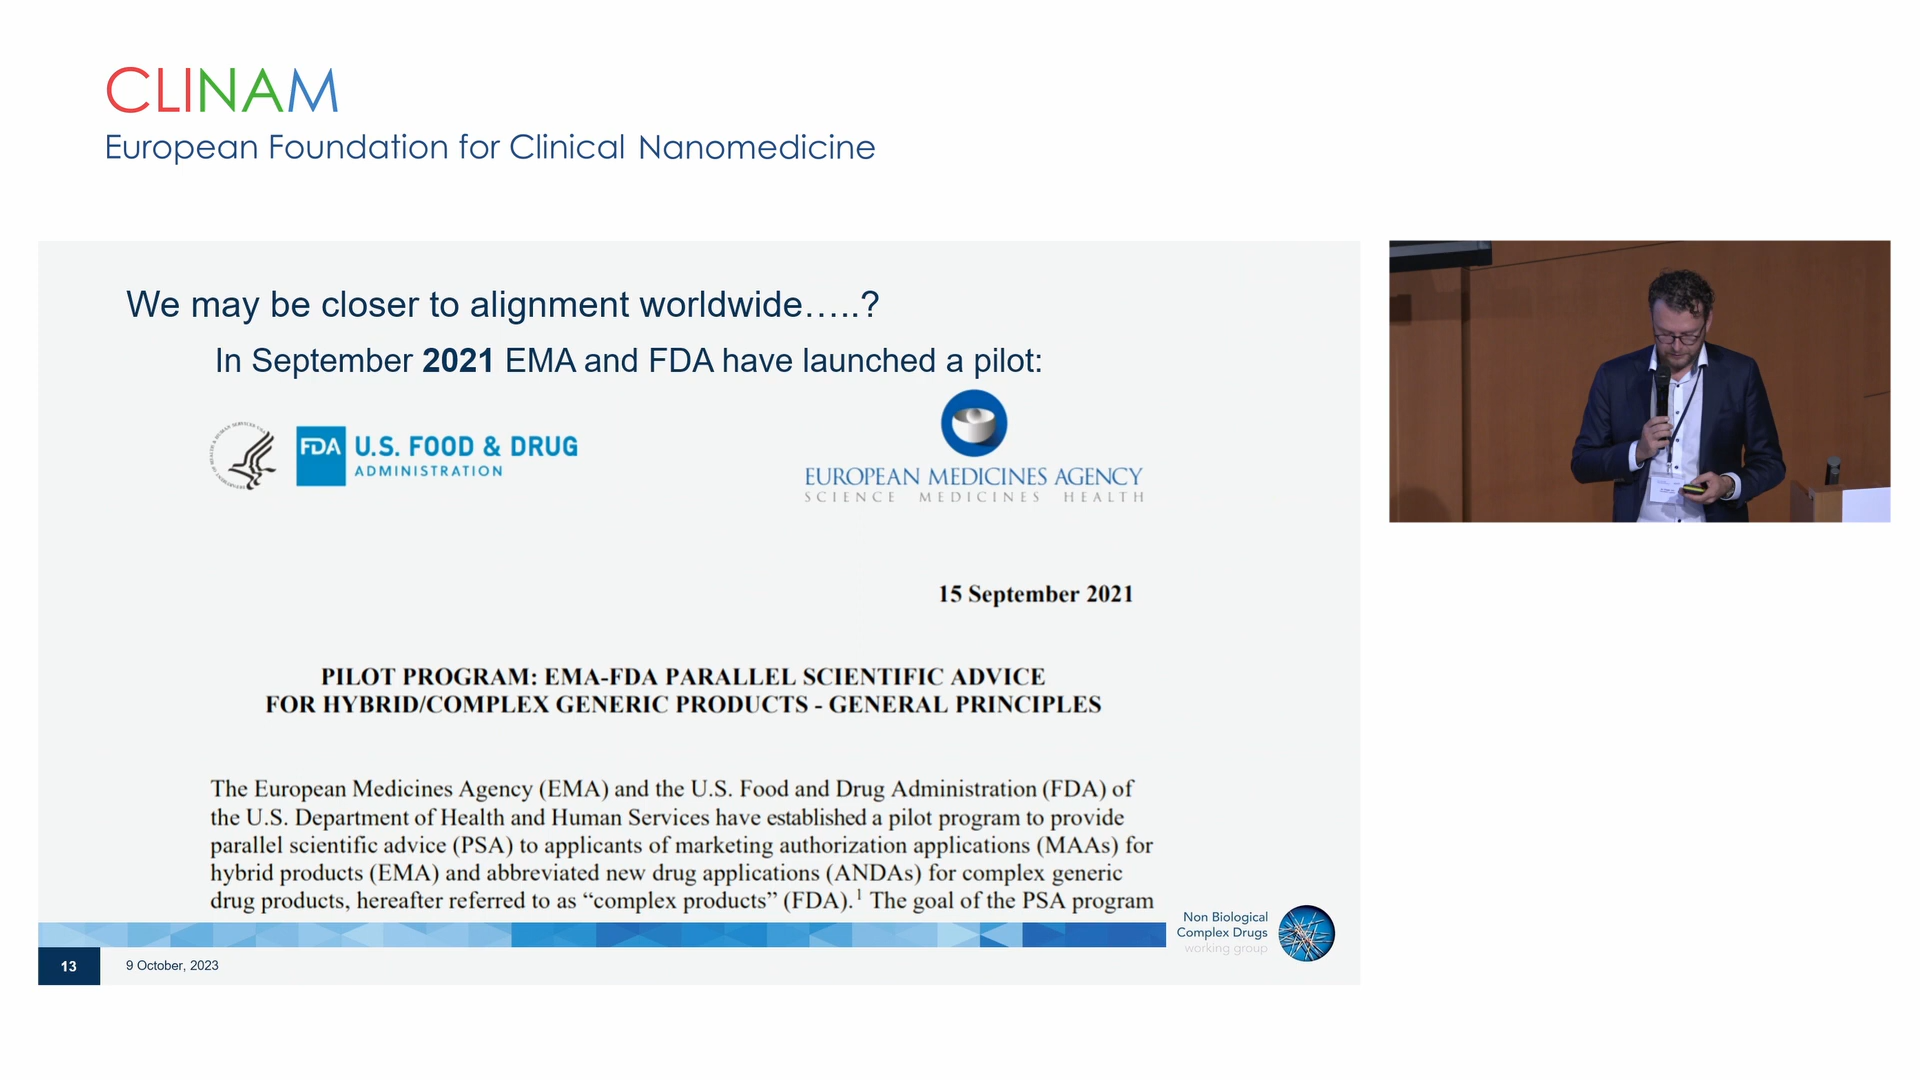 CLINAM
European Foundation for Clinical Nanomedicine
We may be closer to alignment worldwide…..?
In September 2021 EMA and FDA have launched a pilot:
FDA U.S. FOOD & DRUG
ADMINISTRATION
EUROPEAN MEDICINES AGENCY
SCIENCE MEDICINES HEALTH
15 September 2021
PILOT PROGRAM: EMA-FDA PARALLEL SCIENTIFIC ADVICE
FOR HYBRID/COMPLEX GENERIC PRODUCTS - GENERAL PRINCIPLES
The European Medicines Agency (EMA) and the U.S. Food and Drug Administration (FDA) of
the U.S. Department of Health and Human Services have established a pilot program to provide
parallel scientific advice (PSA) to applicants of marketing authorization applications (MAAs) for
hybrid products (EMA) and abbreviated new drug applications (ANDAs) for complex generic
drug products, hereafter referred to as “complex products” (FDA).¹ The goal of the PSA program
Non Biological
Complex Drugs
working group
13
9 October, 2023